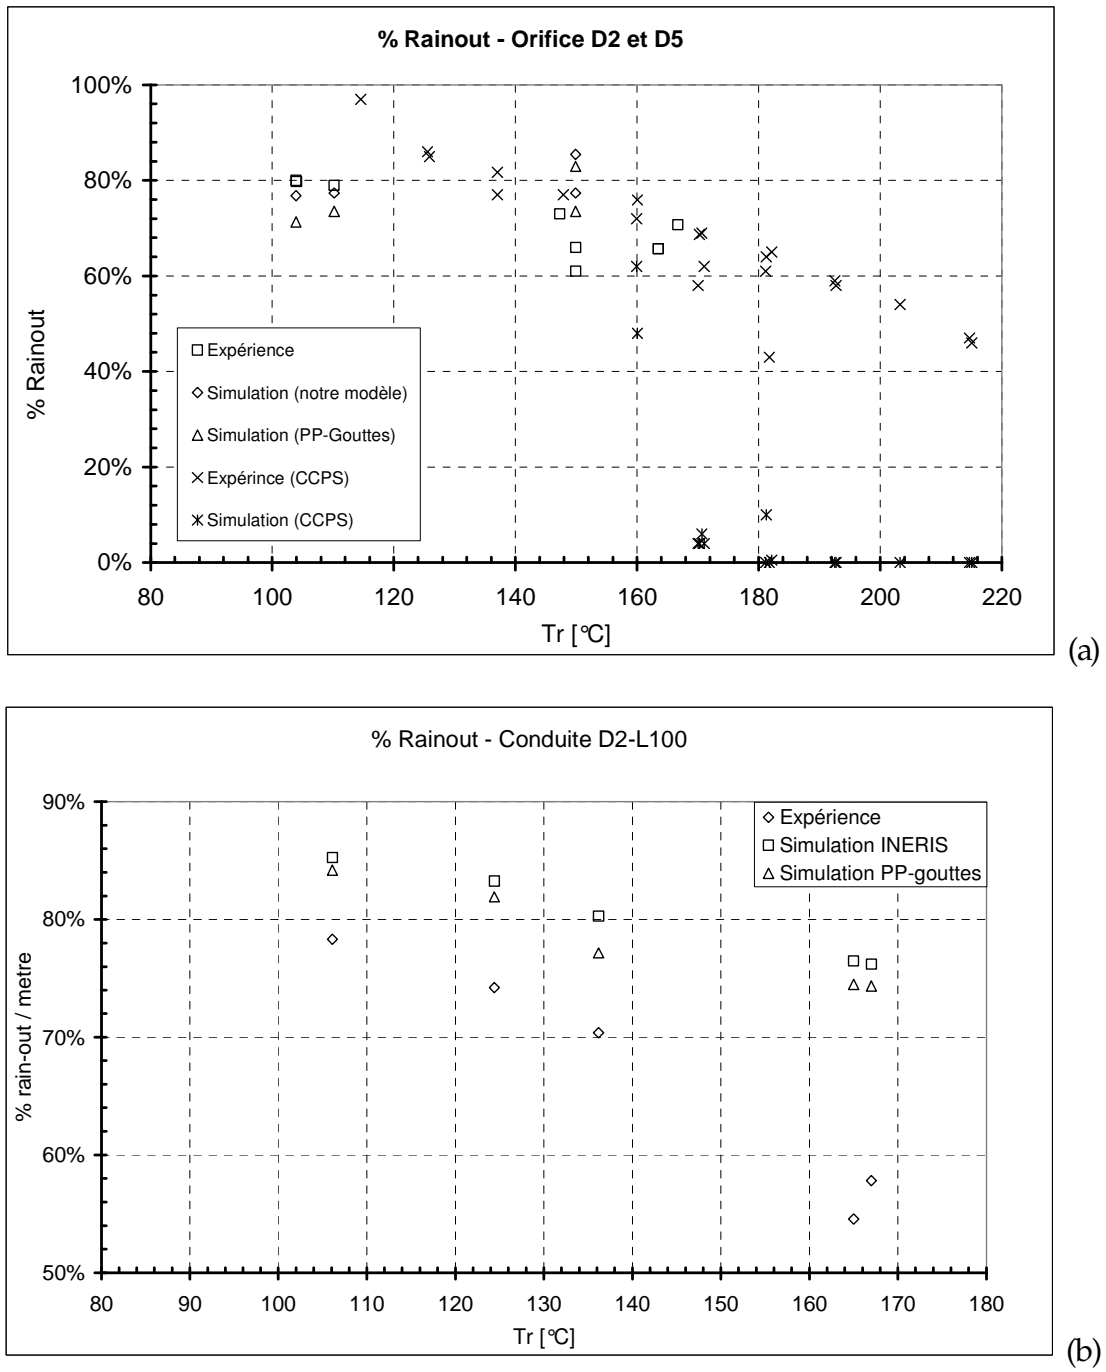 % Rainout - Orifice D2 et D5
100%
80%
60%
40%
20%
0%
% Rainout
Expérience
Simulation (notre modèle)
Simulation (PP-Gouttes)
Expérince (CCPS)
Simulation (CCPS)
80 100 120 140 160 180 200 220
Tr [°C]
(a)
% Rainout - Conduite D2-L100
90%
80%
70%
60%
50%
% rain-out / metre
Expérience
Simulation INERIS
Simulation PP-gouttes
80 90 100 110 120 130 140 150 160 170 180
Tr [°C]
(b)